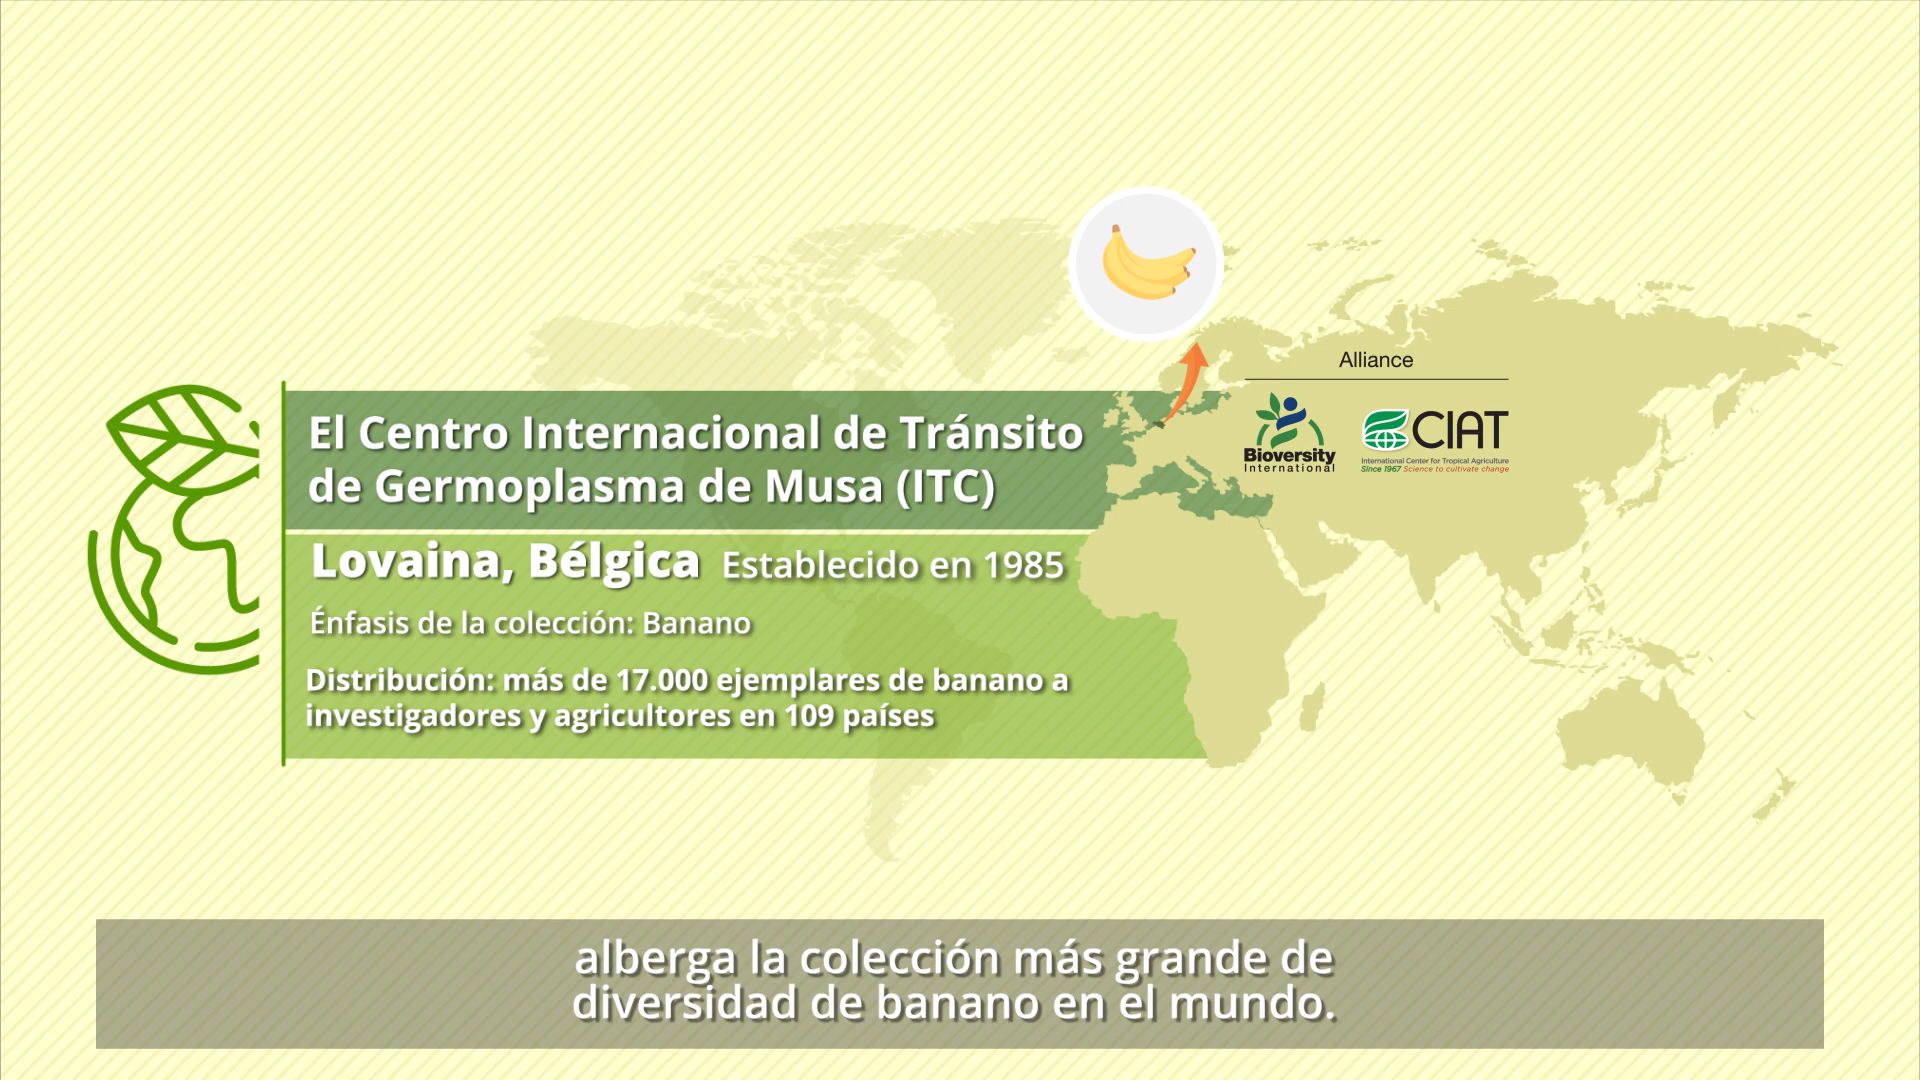 El Centro Internacional de Tránsito
de Germoplasma de Musa (ITC)
Lovaina, Bélgica Establecido en 1985
Énfasis de la colección: Banano
Distribución: más de 17.000 ejemplares de banano a
investigadores y agricultores en 109 países
Alliance
Bioversity
International
CIAT
International Center for Tropical Agriculture
Since 1967 Science to cultivate change
alberga la colección más grande de
diversidad de banano en el mundo.